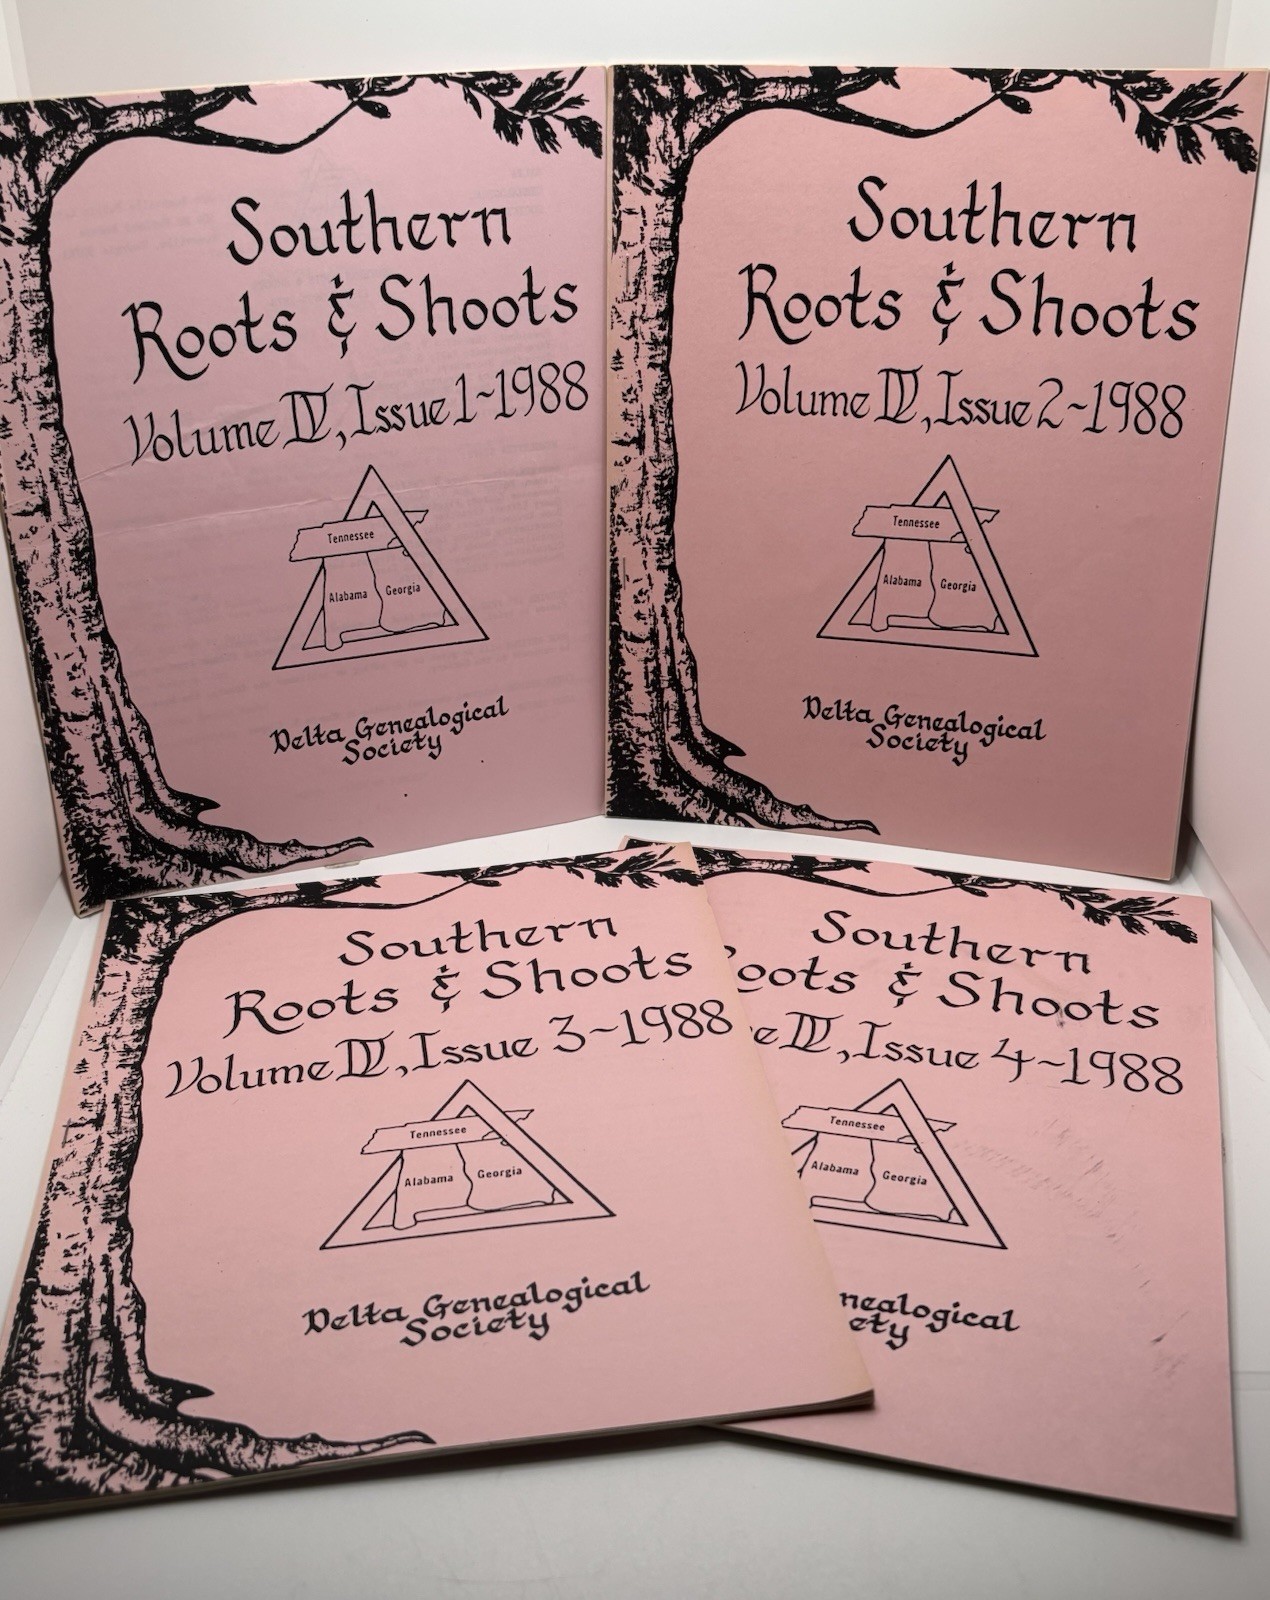 Southern
Roots & Shoots
Volume IV, Issue 1~1988
Tennessee
Alabama Georgia
Delta Genealogical
Society
Southern
Roots & Shoots
Volume IV, Issue 2~1988
Tennessee
Alabama Georgia
Delta Genealogical
Society
Southern
Roots & Shoots
Volume IV, Issue 3~1988
Tennessee
Alabama Georgia
Delta Genealogical
Society
Southern
oots & Shoots
e IV, Issue 4~1988
Tennessee
Alabama Georgia
nealogical
ety